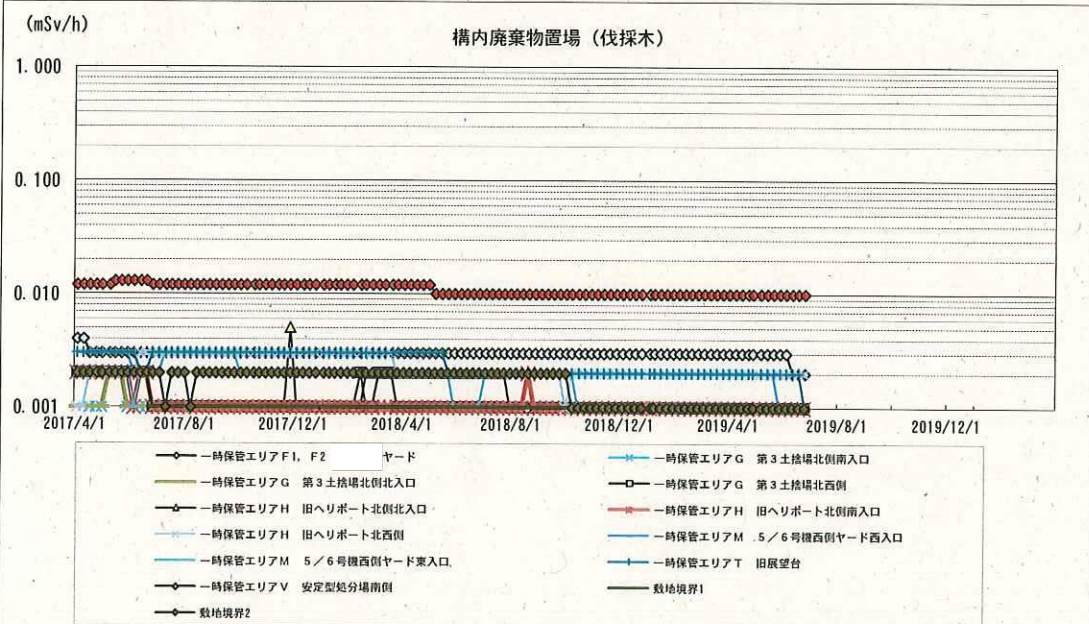 (mSv/h)
構内廃棄物置場（伐採木）
1.000
0.100
0.010
0.001
2017/4/1 2017/8/1 2017/12/1 2018/4/1 2018/8/1 2018/12/1 2019/4/1 2019/8/1 2019/12/1
一時保管エリアF1, F2 ヤード
一時保管エリアG 第3土捨場北側南入口
一時保管エリアG 第3土捨場北側北入口
一時保管エリアG 第3土捨場北西側
一時保管エリアH 旧ヘリポート北側北入口
一時保管エリアH 旧ヘリポート北側南入口
一時保管エリアH 旧ヘリポート北西側
一時保管エリアM 5/6号機西側ヤード西入口
一時保管エリアM 5/6号機西側ヤード東入口
一時保管エリアT 旧展望台
一時保管エリアV 安定型処分場南側
敷地境界1
敷地境界2